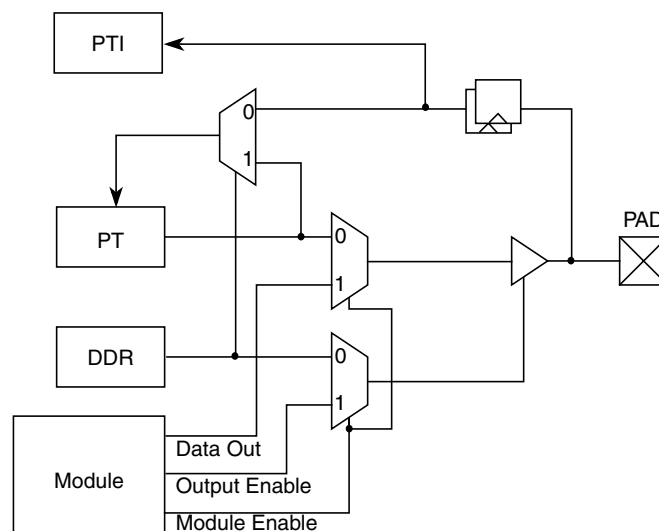 PTI
0
1
PT
0
1
PAD
DDR
0
1
Data Out
Module
Output Enable
Module Enable